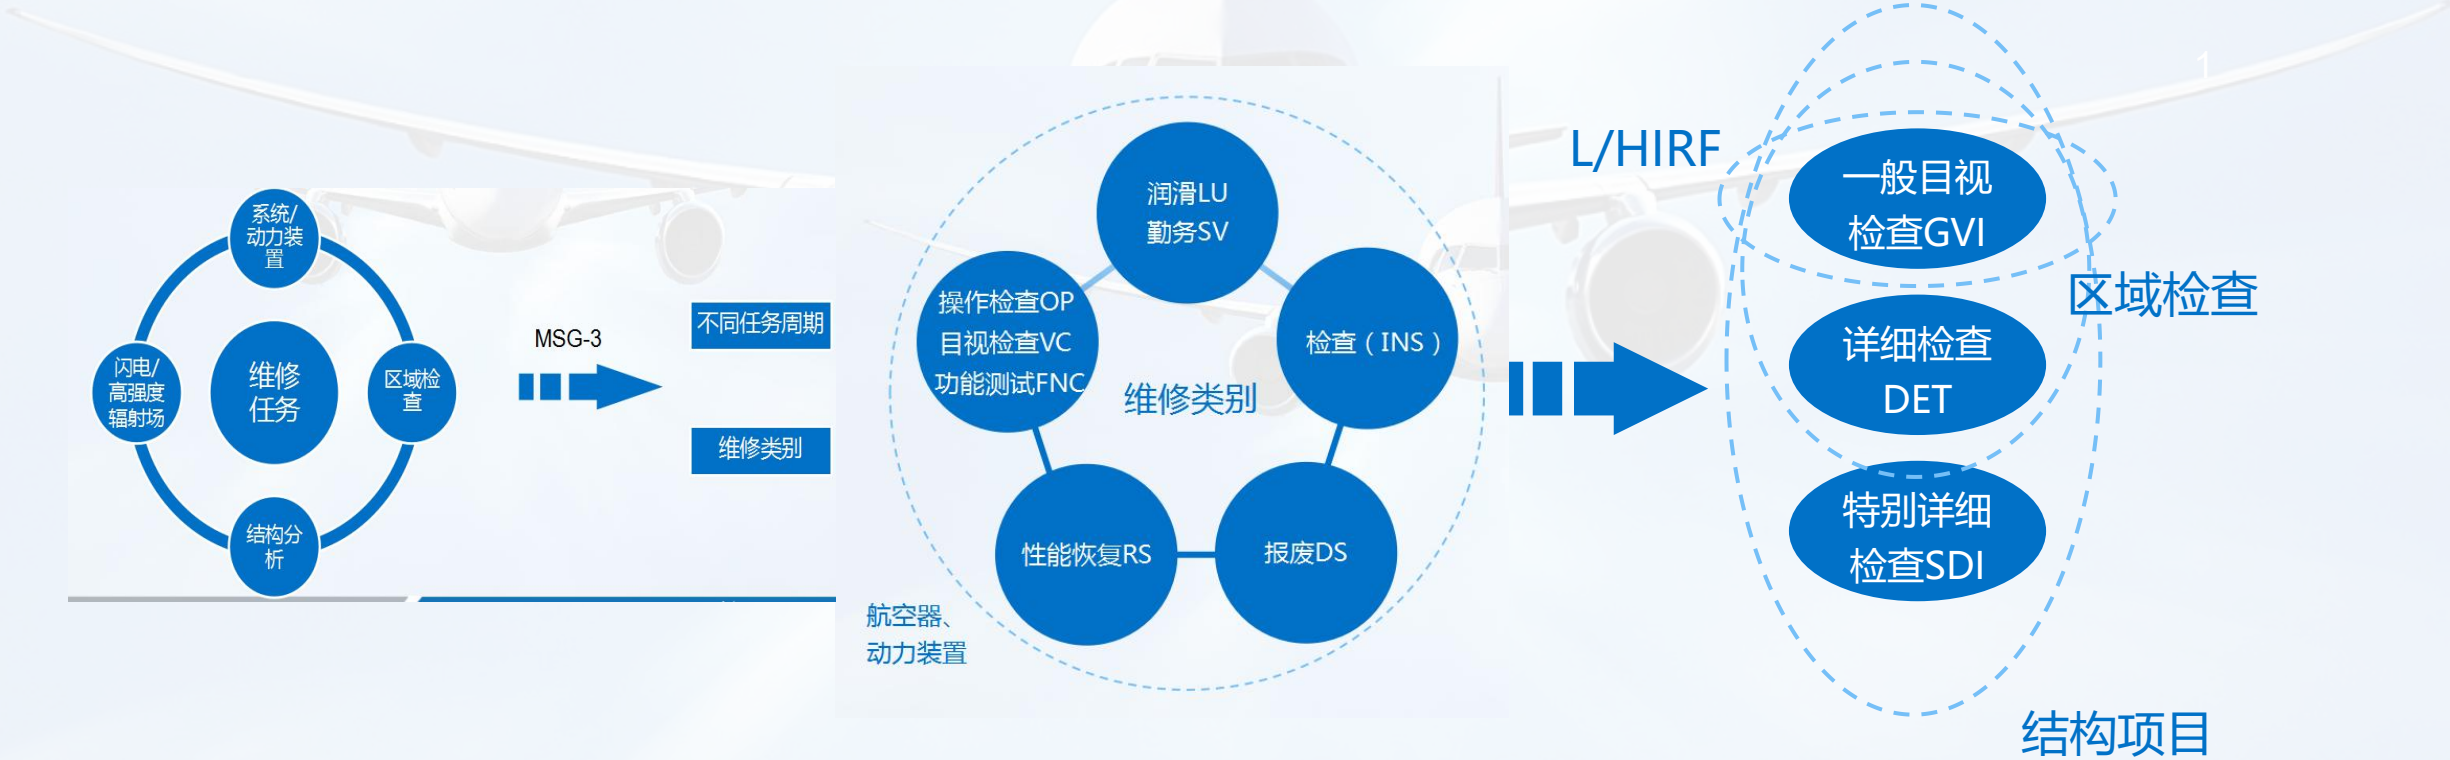 系统/
动力装
置
闪电/
高强度
辐射场
维修
任务
区域检
查
结构分
析
MSG-3
不同任务周期
维修类别
润滑LU
勤务SV
操作检查OP
目视检查VC
功能测试FNC
检查（INS）
维修类别
性能恢复RS
报废DS
航空器、
动力装置
L/HIRF
1
一般目视
检查GVI
区域检查
详细检查
DET
特别详细
检查SDI
结构项目